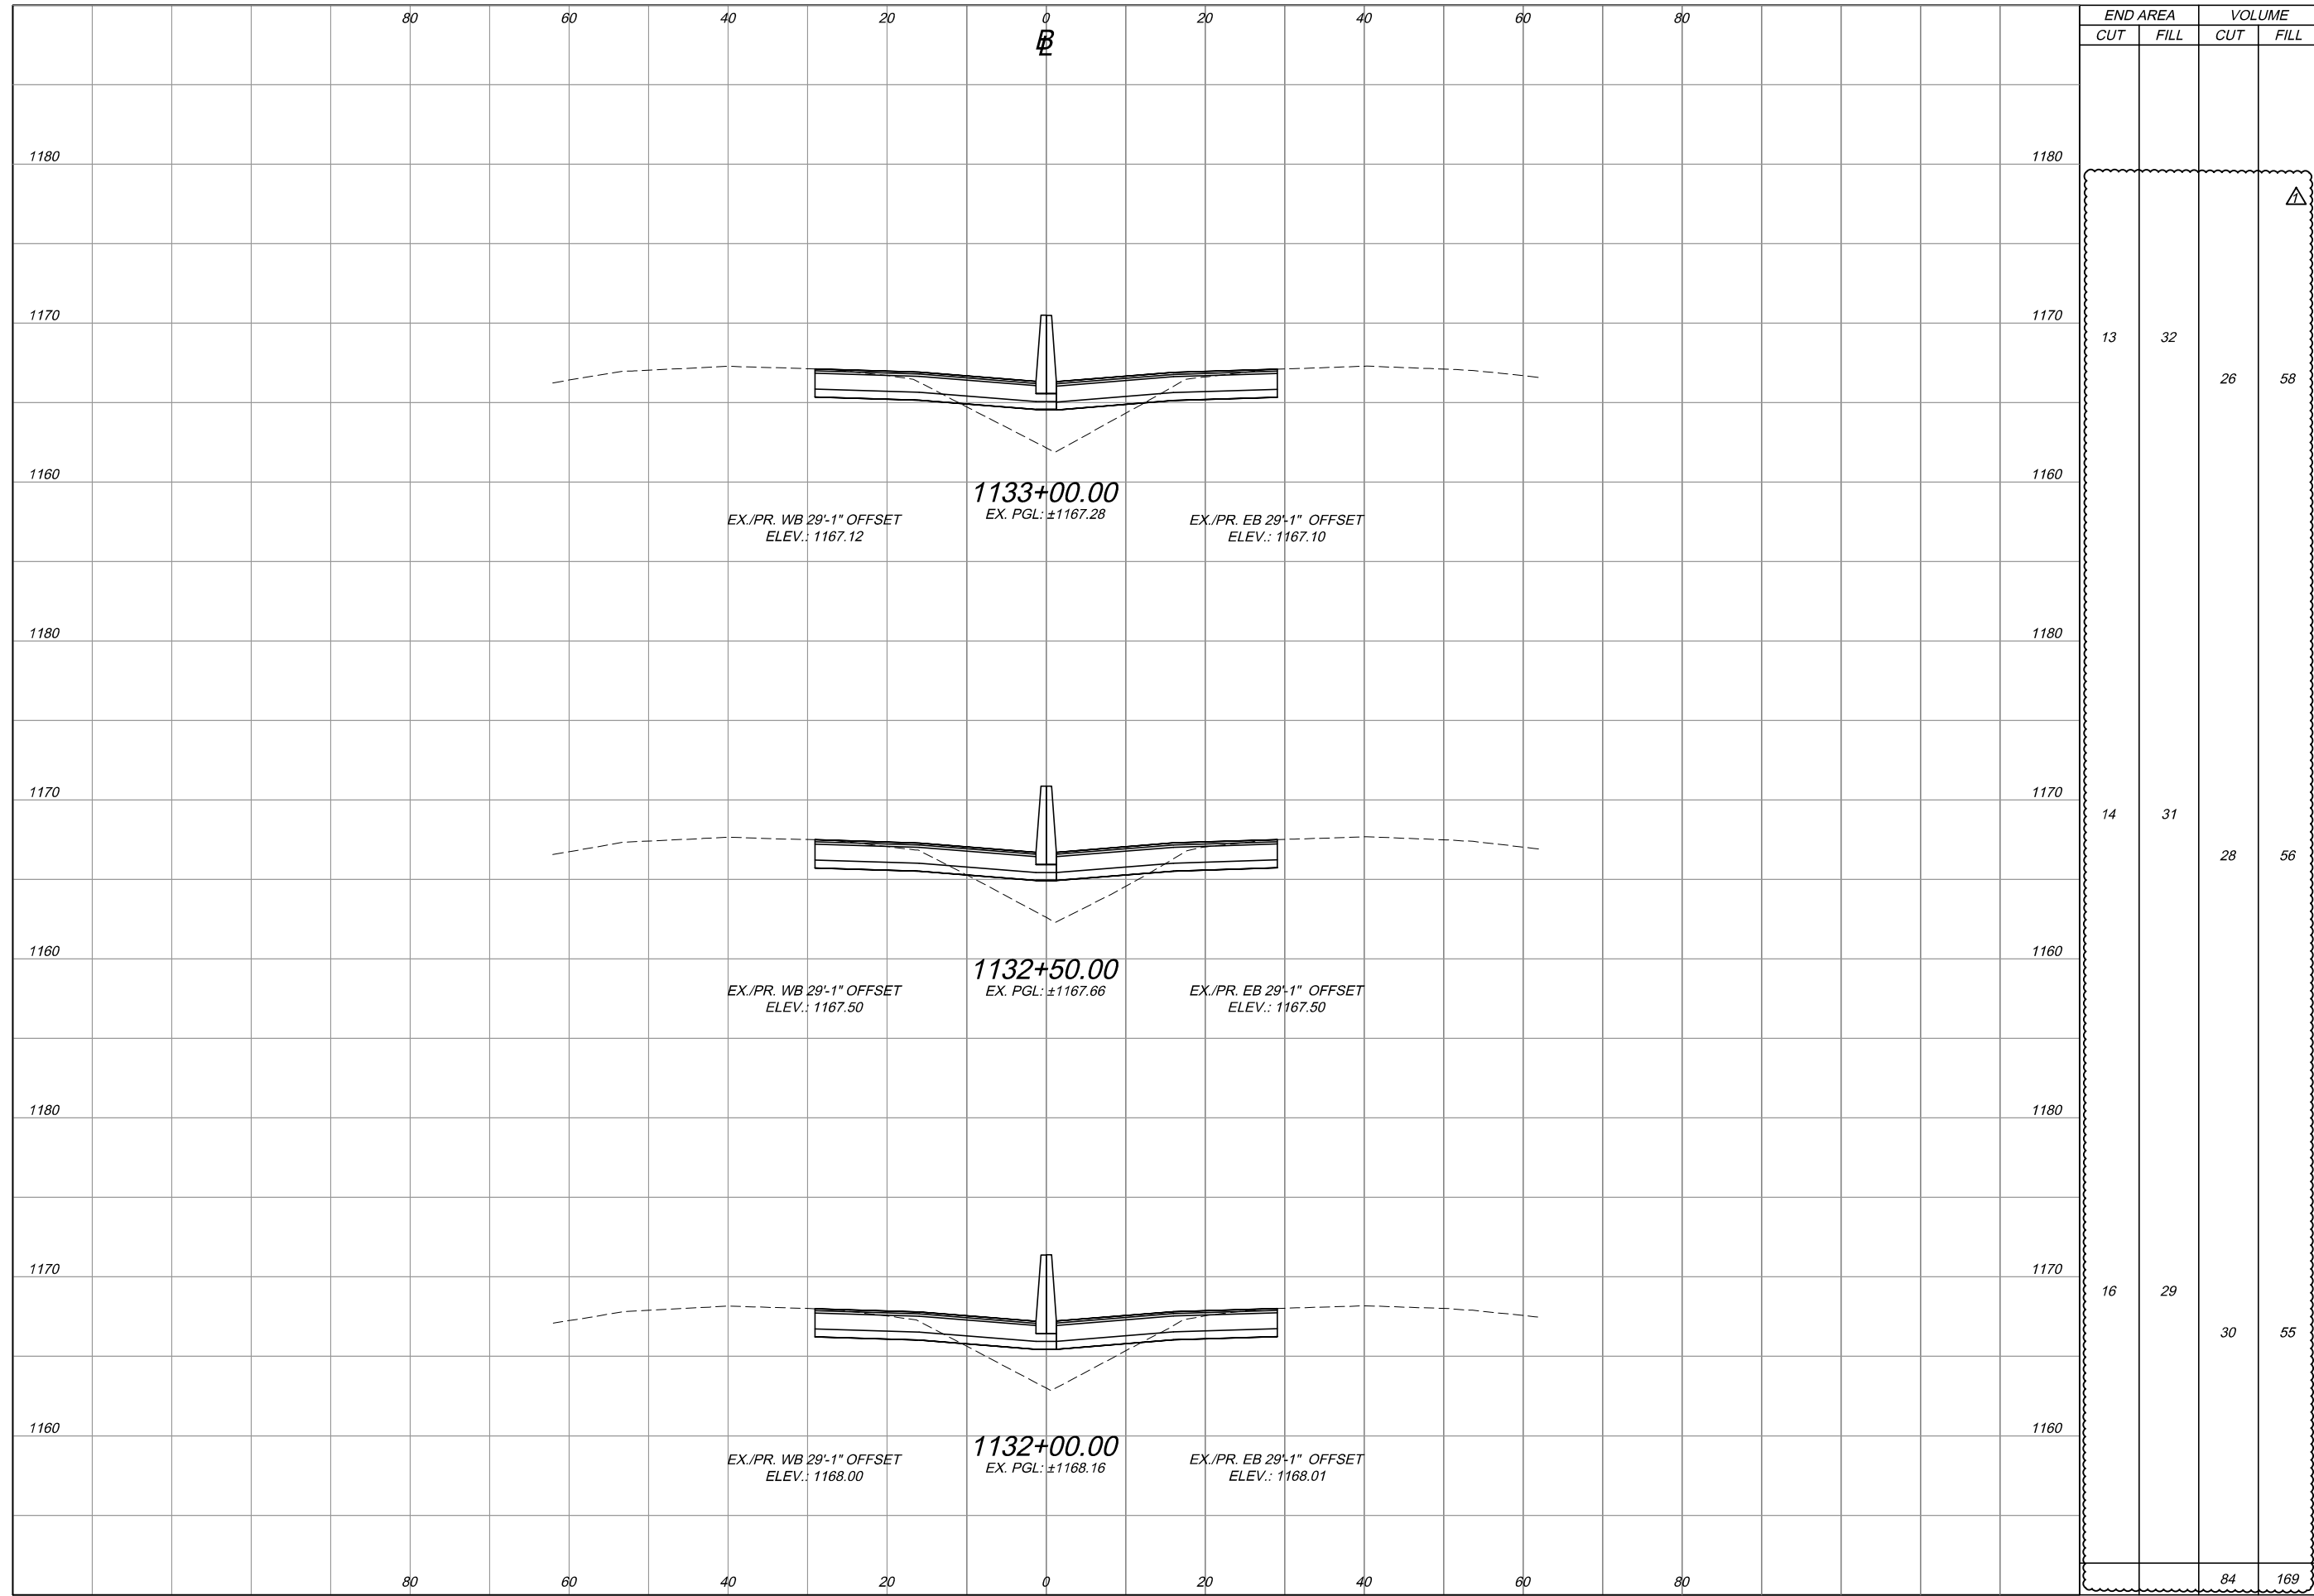 80 60 40 20 0 20 40 60 80
END AREA VOLUME
CUT FILL CUT FILL
1180 1180
1
1170 1170
13 32
26 58
1160 1160
1133+00.00
EX. PGL: ±1167.28
EX./PR. WB 29'-1" OFFSET
ELEV.: 1167.12
EX./PR. EB 29'-1" OFFSET
ELEV.: 1167.10
1180 1180
1170 1170
14 31
28 56
1160 1160
1132+50.00
EX. PGL: ±1167.66
EX./PR. WB 29'-1" OFFSET
ELEV.: 1167.50
EX./PR. EB 29'-1" OFFSET
ELEV.: 1167.50
1180 1180
1170 1170
16 29
30 55
1160 1160
1132+00.00
EX. PGL: ±1168.16
EX./PR. WB 29'-1" OFFSET
ELEV.: 1168.00
EX./PR. EB 29'-1" OFFSET
ELEV.: 1168.01
80 60 40 20 0 20 40 60 80
84 169